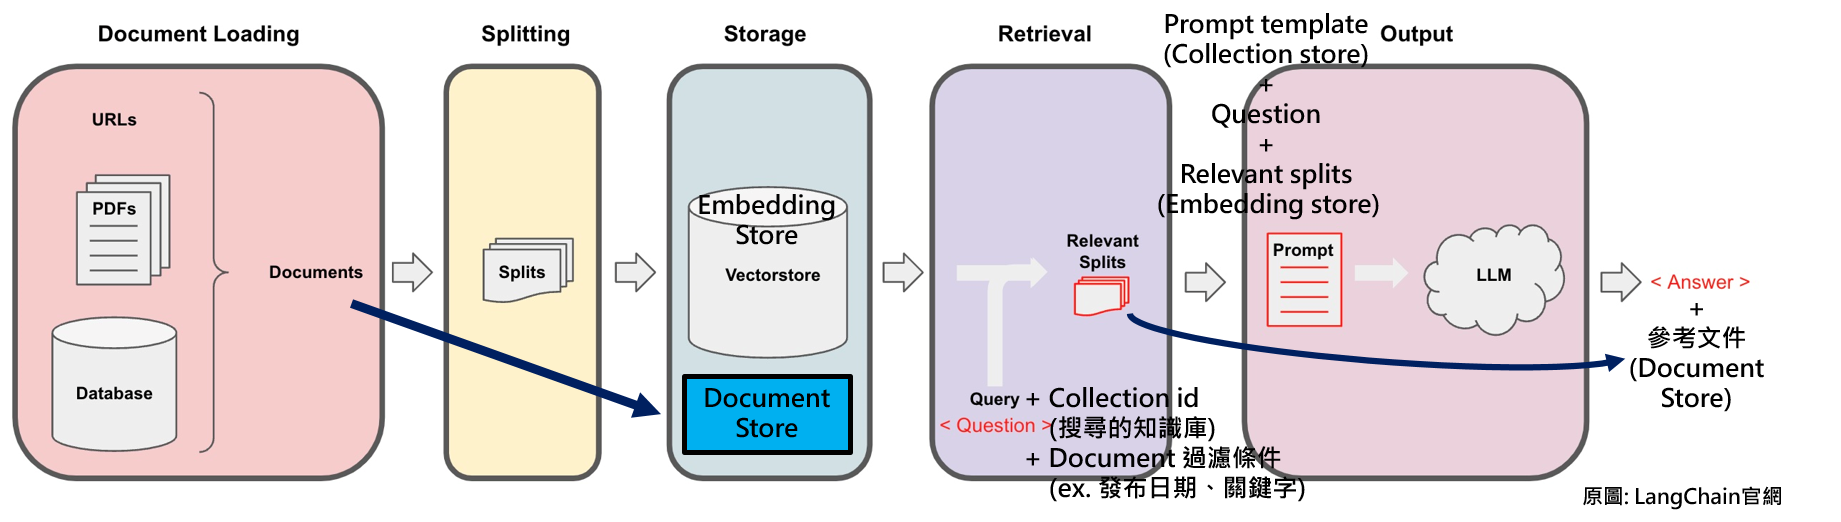 Document Loading
Splitting
Storage
Retrieval
Prompt template
(Collection store)
+
Question
+
Relevant splits
(Embedding store)
Output
URLs
PDFs
Documents
Database
Splits
Embedding
Store
Vectorstore
Document
Store
Relevant
Splits
Query + Collection id
< Question > (搜尋的知識庫)
+ Document 過濾條件
(ex. 發布日期、關鍵字)
Prompt
LLM
< Answer >
+
參考文件
(Document
Store)
原圖: LangChain官網